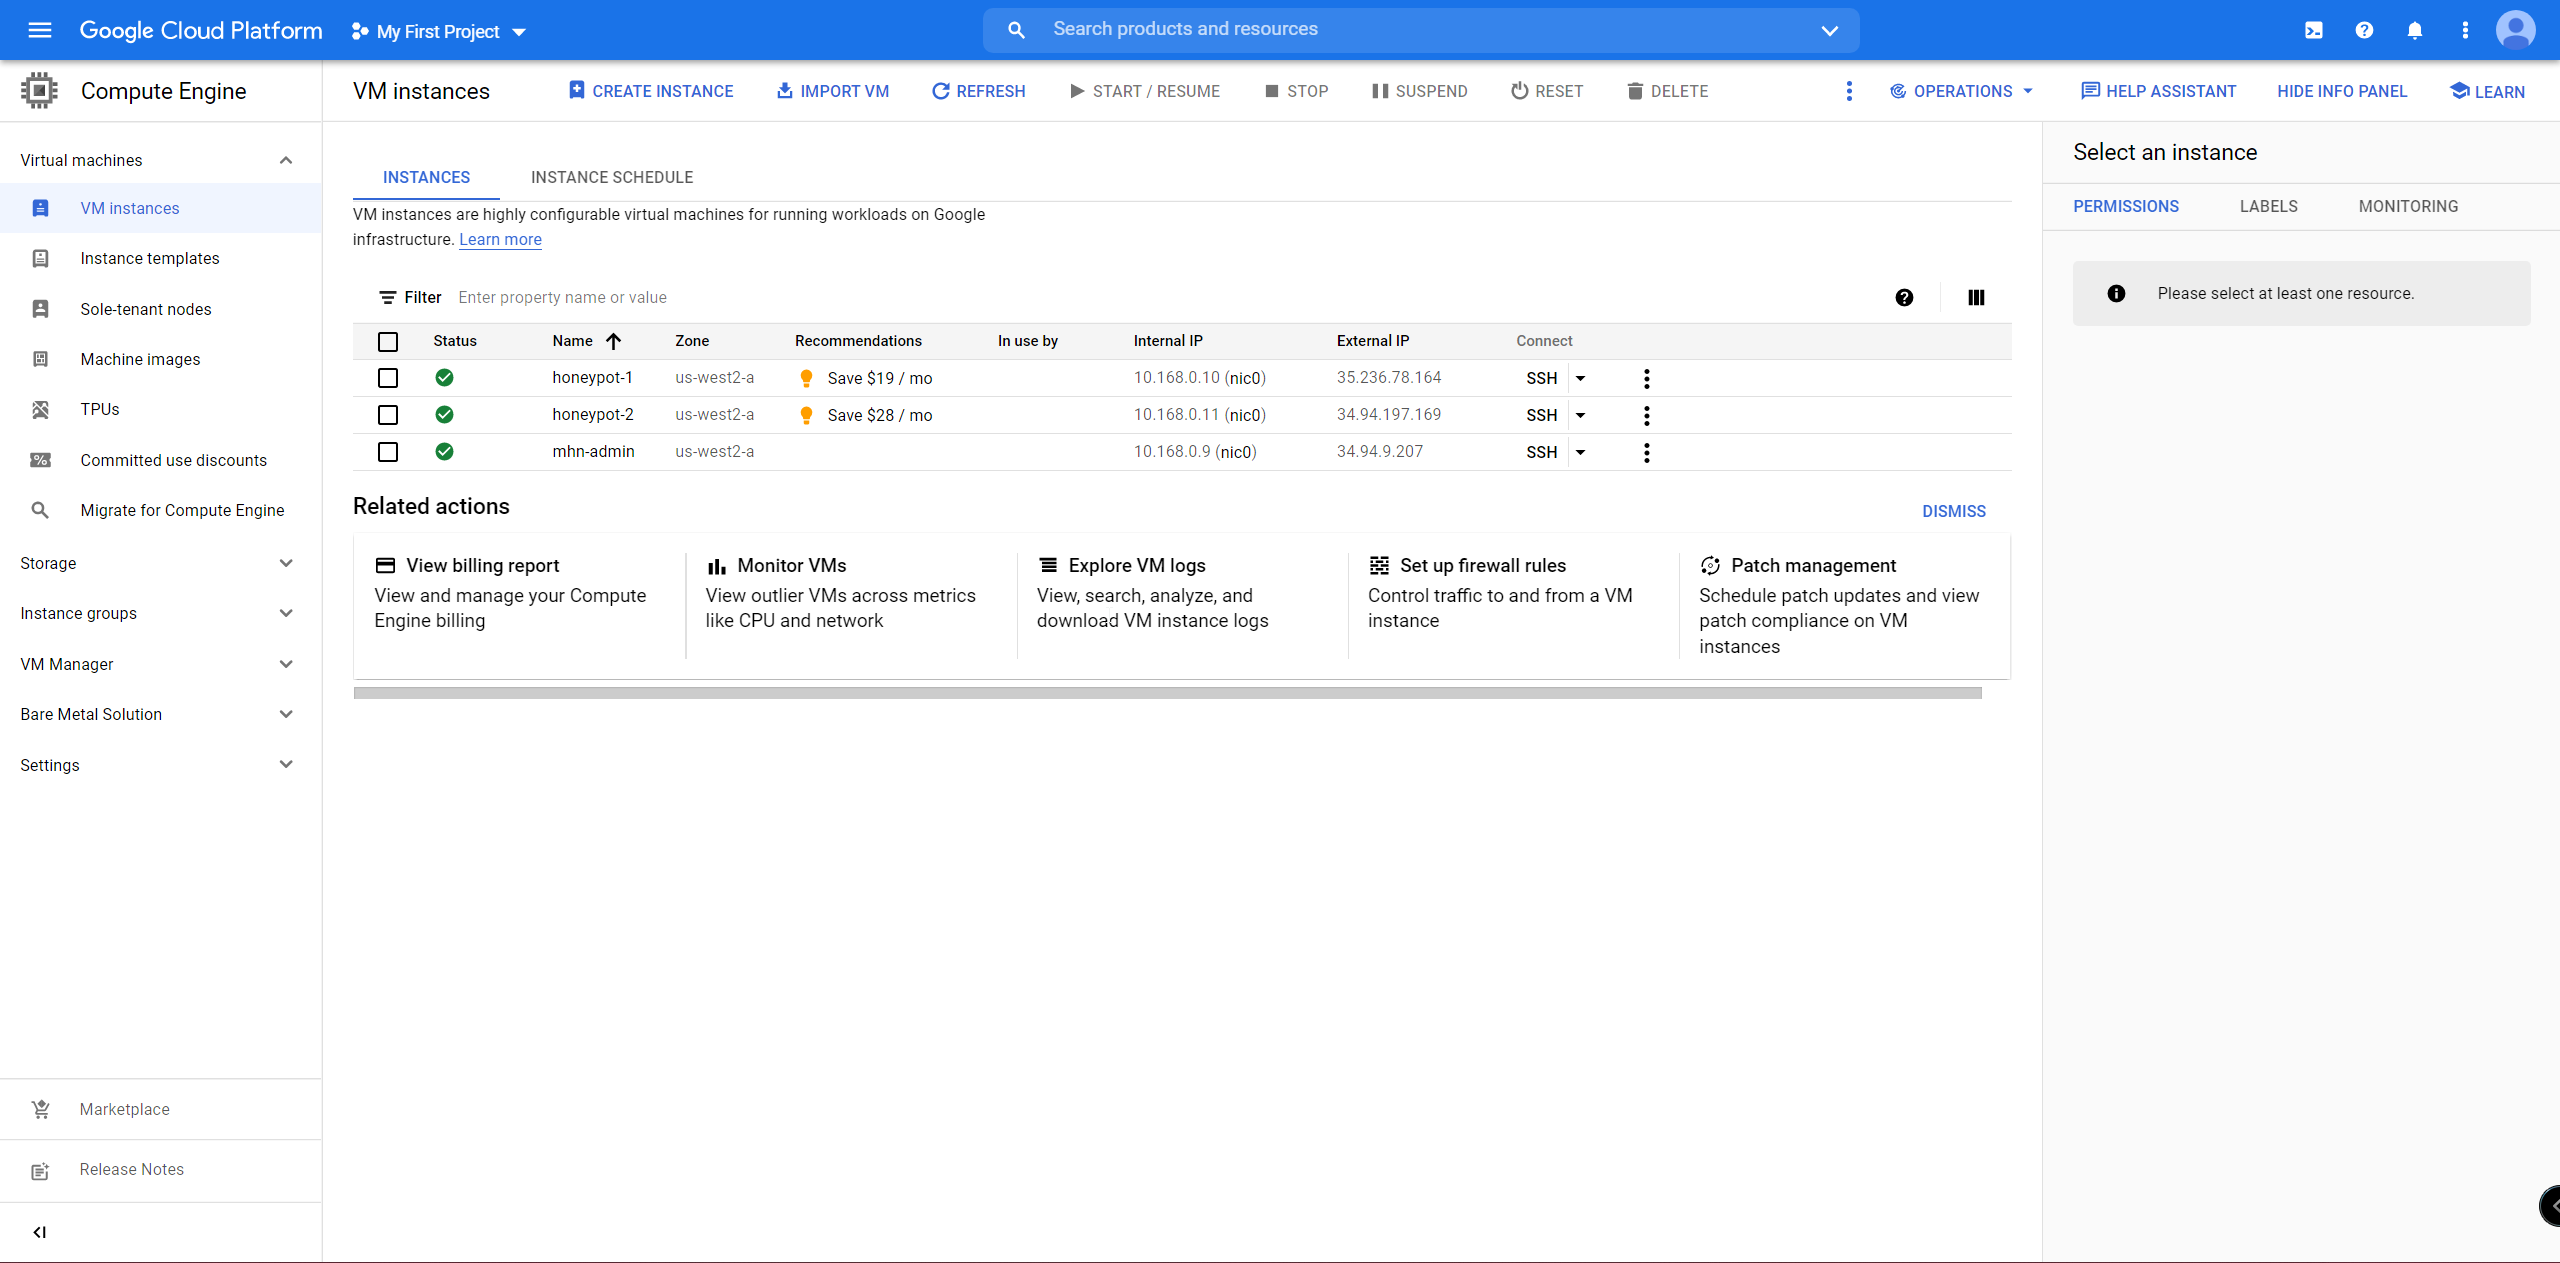 Google Cloud Platform
My First Project
Search products and resources
Compute Engine
VM instances
CREATE INSTANCE
IMPORT VM
REFRESH
START / RESUME
STOP
SUSPEND
RESET
DELETE
OPERATIONS
HELP ASSISTANT
HIDE INFO PANEL
LEARN
Virtual machines
VM instances
Instance templates
Sole-tenant nodes
Machine images
TPUs
Committed use discounts
Migrate for Compute Engine
Storage
Instance groups
VM Manager
Bare Metal Solution
Settings
Marketplace
Release Notes
INSTANCES
INSTANCE SCHEDULE
VM instances are highly configurable virtual machines for running workloads on Google
infrastructure. Learn more
Filter Enter property name or value
Status Name Zone Recommendations In use by Internal IP External IP Connect
honeypot-1 us-west2-a Save $19 / mo 10.168.0.10 (nic0) 35.236.78.164 SSH
honeypot-2 us-west2-a Save $28 / mo 10.168.0.11 (nic0) 34.94.197.169 SSH
mhn-admin us-west2-a 10.168.0.9 (nic0) 34.94.9.207 SSH
Related actions
DISMISS
View billing report
View and manage your Compute
Engine billing
Monitor VMs
View outlier VMs across metrics
like CPU and network
Explore VM logs
View, search, analyze, and
download VM instance logs
Set up firewall rules
Control traffic to and from a VM
instance
Patch management
Schedule patch updates and view
patch compliance on VM
instances
Select an instance
PERMISSIONS
LABELS
MONITORING
Please select at least one resource.